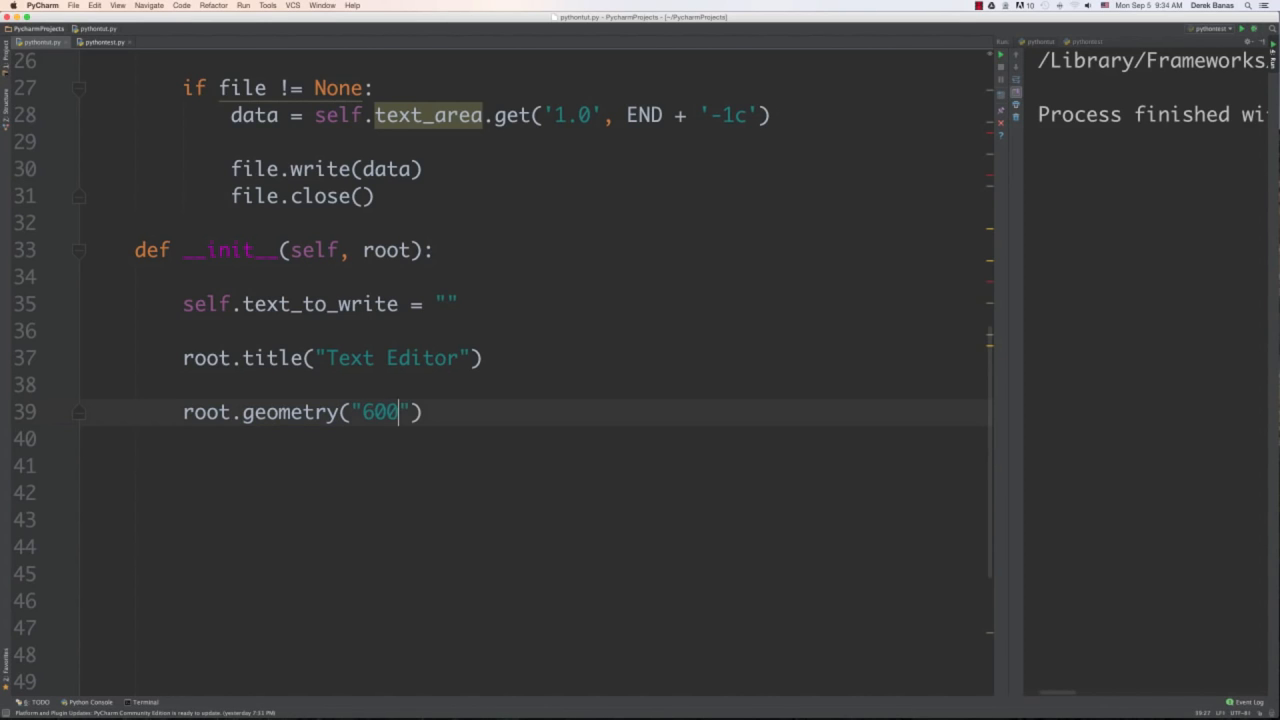 PyCharm File Edit View Navigate Code Refactor Run Tools VCS Window Help 10 Mon Sep 5 9:34 AM Derek Banas
pythontut.py - PycharmProjects - [~/PycharmProjects]
PycharmProjects pythontut.py pythontest
pythontut.py pythontest.py Run: pythontut pythontest
26
27 if file != None:
28 data = self.text_area.get('1.0', END + '-1c')
29
30 file.write(data)
31 file.close()
32
33 def __init__(self, root):
34
35 self.text_to_write = ""
36
37 root.title("Text Editor")
38
39 root.geometry("600")
40
41
42
43
44
45
46
47
48
49
/Library/Frameworks
Process finished wi
1: Project
7: Structure
2: Favorites
Run
6: TODO Python Console Terminal Event Log
Platform and Plugin Updates: PyCharm Community Edition is ready to update. (yesterday 7:51 PM) 39:27 LF÷ UTF-8÷